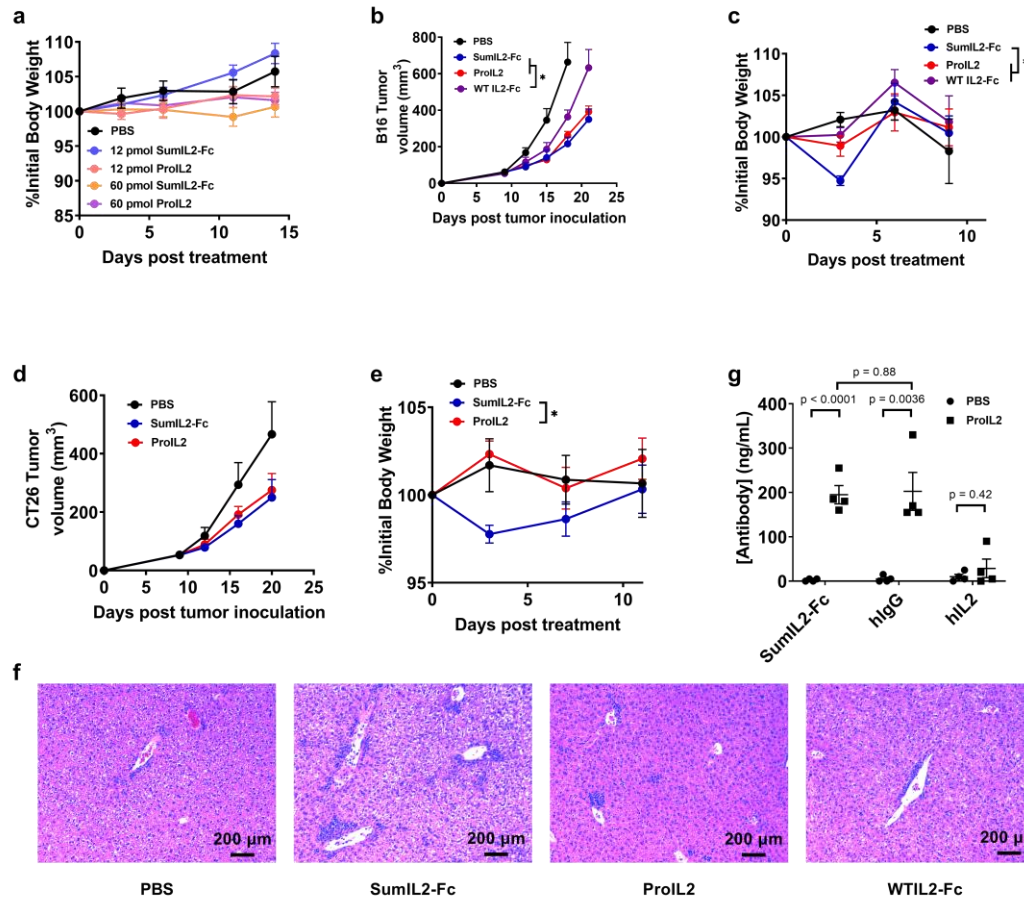 a
110
105
100
95
90
85
%Initial Body Weight
PBS
12 pmol SumIL2-Fc
12 pmol ProIL2
60 pmol SumIL2-Fc
60 pmol ProIL2
0
5
10
15
Days post treatment
b
800
600
400
200
0
B16 Tumor
volume (mm3)
PBS
SumIL2-Fc
ProIL2
WT IL2-Fc
*
0
5
10
15
20
25
Days post tumor inoculation
c
110
105
100
95
90
%Initial Body Weight
PBS
SumIL2-Fc
ProIL2
WT IL2-Fc
0
5
10
Days post treatment
d
600
400
200
0
CT26 Tumor
volume (mm3)
PBS
SumIL2-Fc
ProIL2
0
5
10
15
20
25
Days post tumor inoculation
e
105
100
95
%Initial Body Weight
PBS
SumIL2-Fc
ProIL2
*
0
5
10
Days post treatment
g
p = 0.88
p < 0.0001
p = 0.0036
p = 0.42
PBS
ProIL2
400
300
200
100
0
[Antibody] (ng/mL)
SumIL2-Fc
hIgG
hIL2
f
200 µm
200 µm
200 µm
200 µm
PBS
SumIL2-Fc
ProIL2
WTIL2-Fc